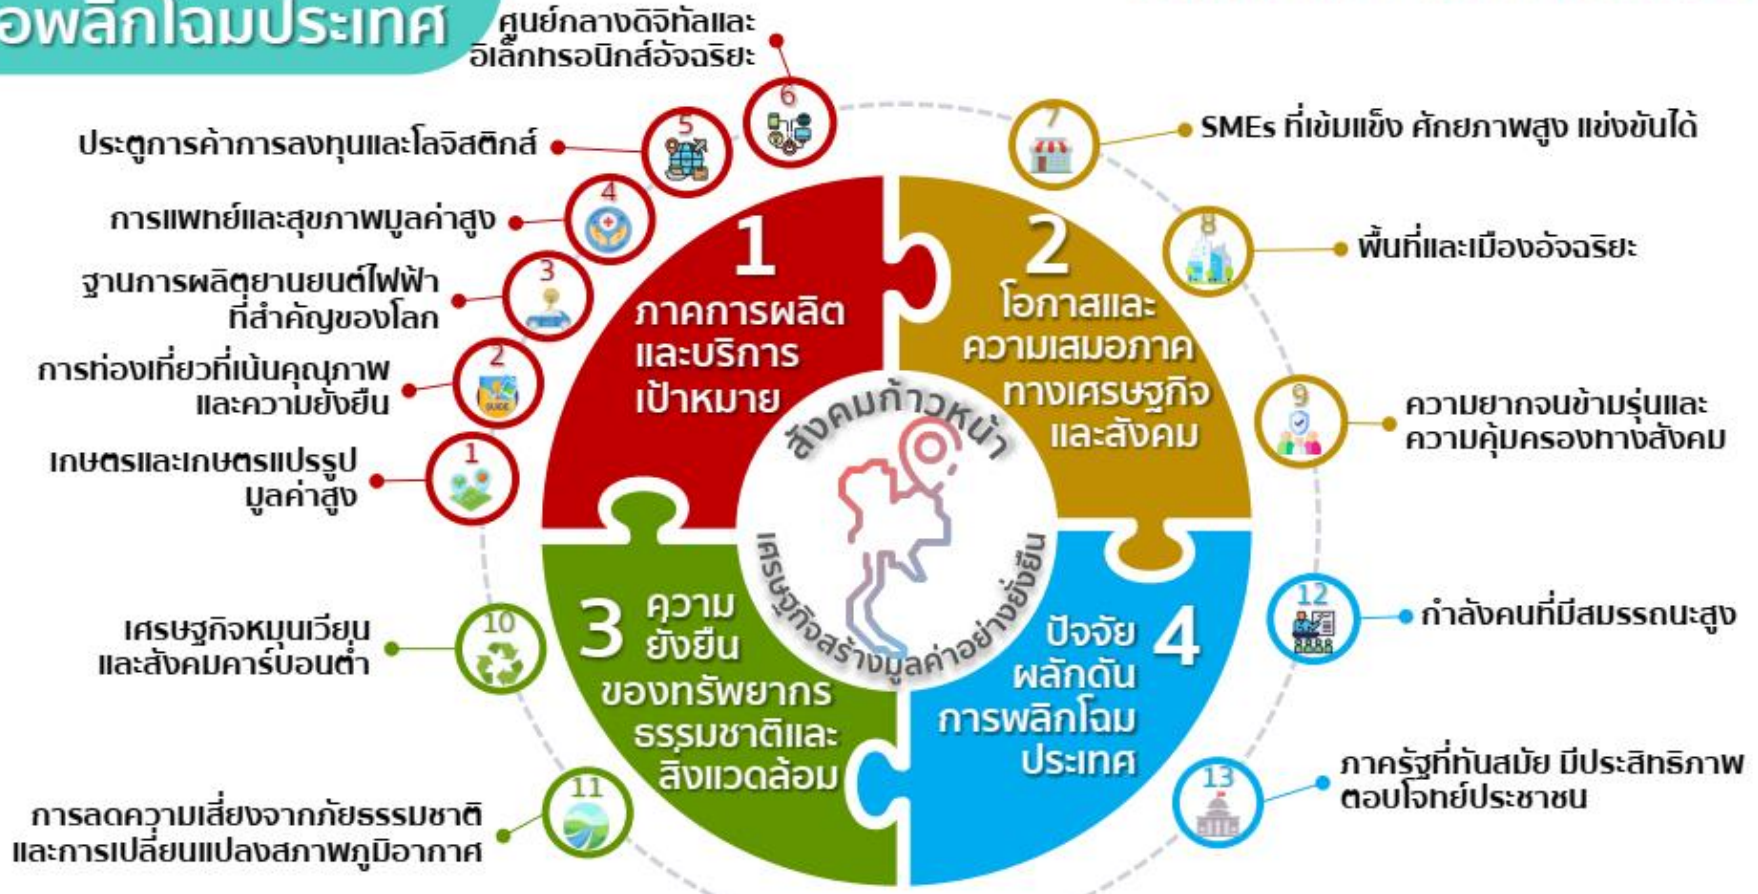 พลิกโฉมประเทศ
ศูนย์กลางดิจิทัลและ
อิเล็กทรอนิกส์อัจฉริยะ
6
5
ประตูการค้าการลงทุนและโลจิสติกส์
4
การแพทย์และสุขภาพมูลค่าสูง
3
ฐานการผลิตยานยนต์ไฟฟ้า
ที่สำคัญของโลก
2
GUIDE
การท่องเที่ยวที่เน้นคุณภาพ
และความยั่งยืน
1
เกษตรและเกษตรแปรรูป
มูลค่าสูง
7
SMEs ที่เข้มแข็ง ศักยภาพสูง แข่งขันได้
8
พื้นที่และเมืองอัจฉริยะ
9
ความยากจนข้ามรุ่นและ
ความคุ้มครองทางสังคม
1
ภาคการผลิต
และบริการ
เป้าหมาย
2
โอกาสและ
ความเสมอภาค
ทางเศรษฐกิจ
และสังคม
สังคมก้าวหน้า
เศรษฐกิจสร้างมูลค่าอย่างยั่งยืน
3
ความ
ยั่งยืน
ของทรัพยากร
ธรรมชาติและ
สิ่งแวดล้อม
4
ปัจจัย
ผลักดัน
การพลิกโฉม
ประเทศ
10
เศรษฐกิจหมุนเวียน
และสังคมคาร์บอนต่ำ
11
การลดความเสี่ยงจากภัยธรรมชาติ
และการเปลี่ยนแปลงสภาพภูมิอากาศ
12
กำลังคนที่มีสมรรถนะสูง
13
ภาครัฐที่ทันสมัย มีประสิทธิภาพ
ตอบโจทย์ประชาชน